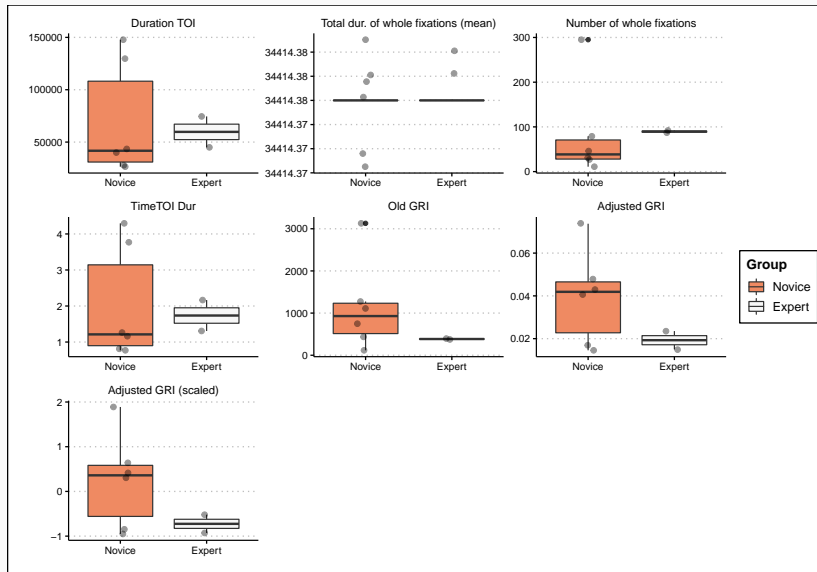 Duration TOI
150000
100000
50000
Novice Expert
Total dur. of whole fixations (mean)
34414.38
34414.38
34414.38
34414.37
34414.37
34414.37
Novice Expert
Number of whole fixations
300
200
100
0
Novice Expert
TimeTOI Dur
4
3
2
1
Novice Expert
Old GRI
3000
2000
1000
0
Novice Expert
Adjusted GRI
0.06
0.04
0.02
Novice Expert
Group
Novice
Expert
Adjusted GRI (scaled)
2
1
0
−1
Novice Expert